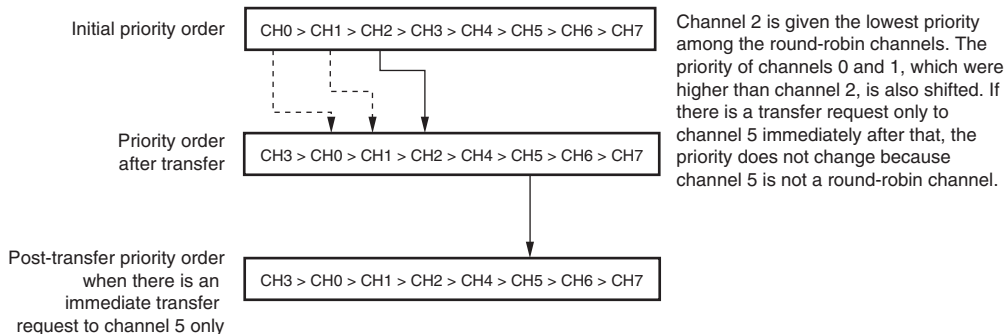 Initial priority order
CH0 > CH1 > CH2 > CH3 > CH4 > CH5 > CH6 > CH7
Priority order
after transfer
CH3 > CH0 > CH1 > CH2 > CH4 > CH5 > CH6 > CH7
Post-transfer priority order
when there is an
immediate transfer
request to channel 5 only
CH3 > CH0 > CH1 > CH2 > CH4 > CH5 > CH6 > CH7
Channel 2 is given the lowest priority
among the round-robin channels. The
priority of channels 0 and 1, which were
higher than channel 2, is also shifted. If
there is a transfer request only to
channel 5 immediately after that, the
priority does not change because
channel 5 is not a round-robin channel.